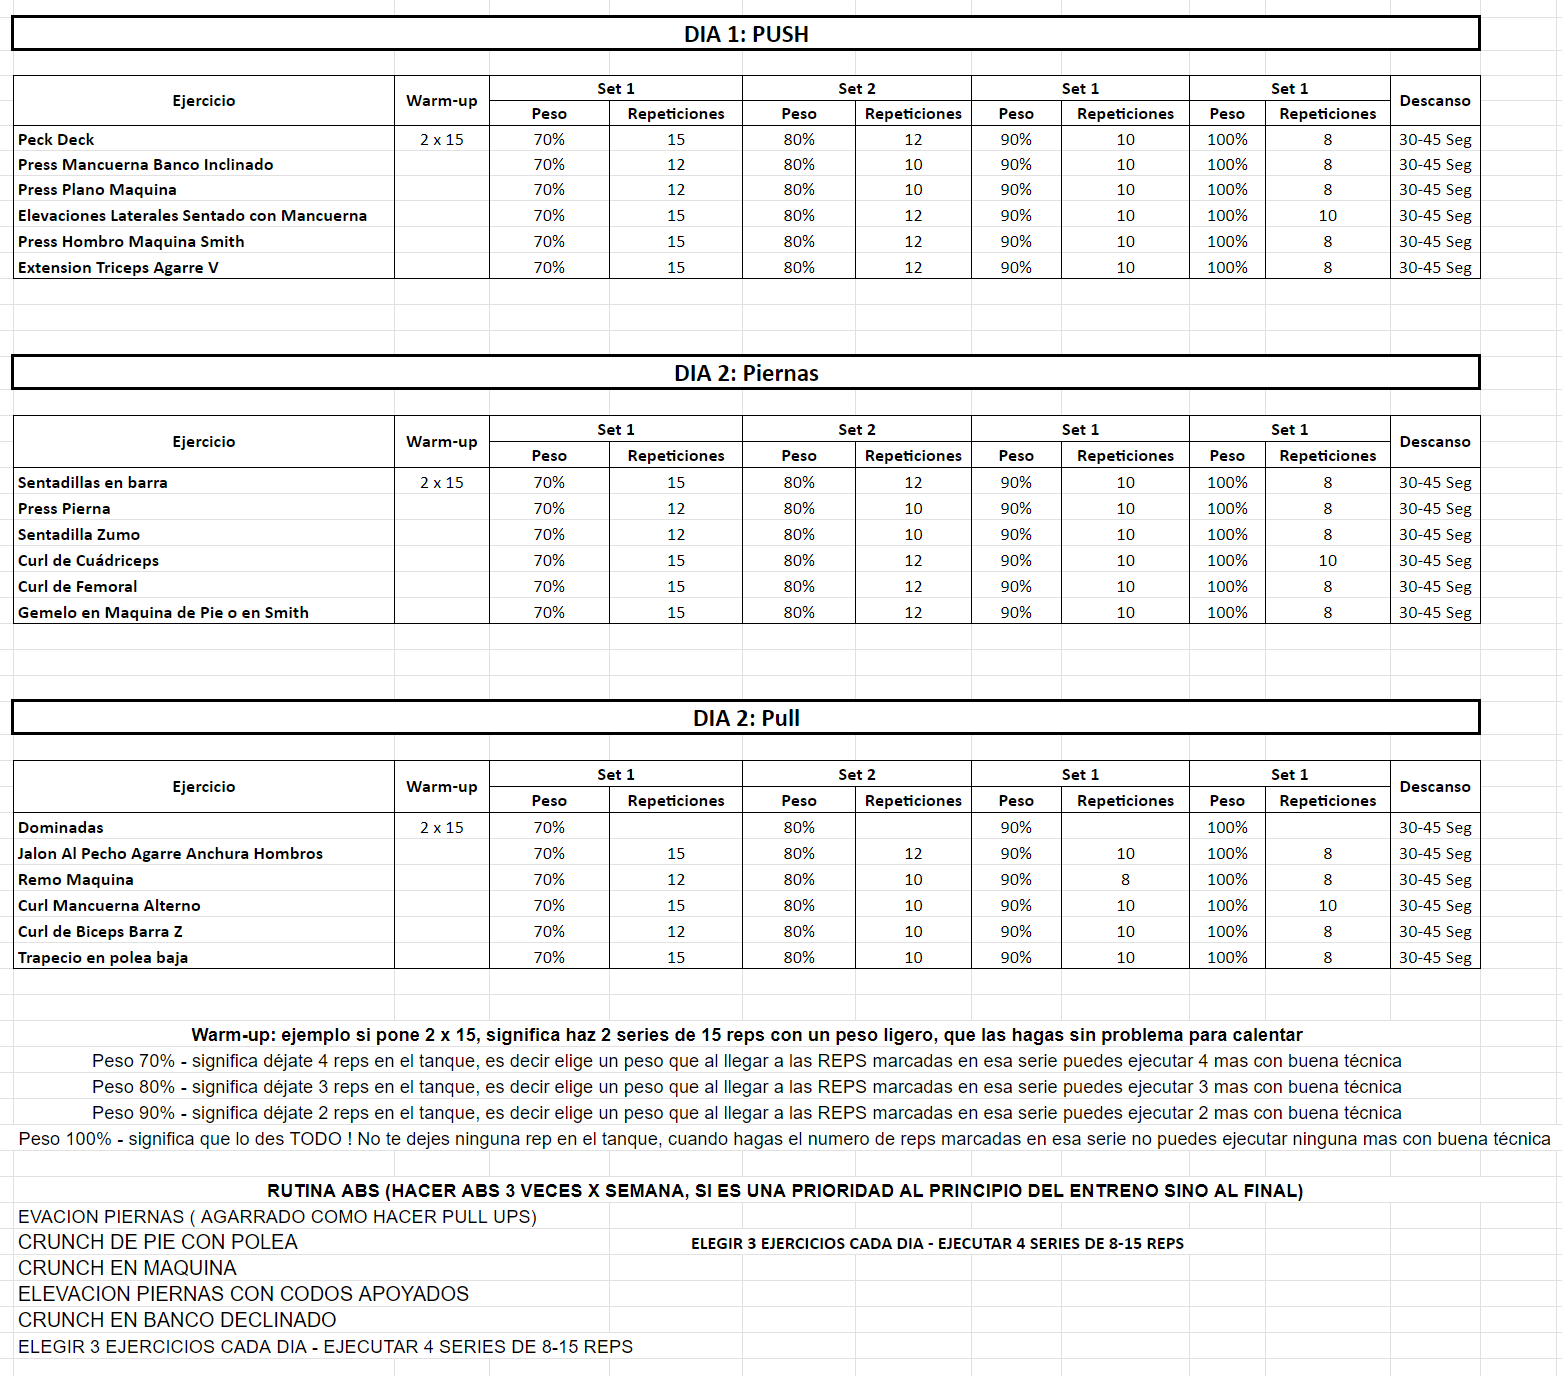 DIA 1: PUSH
Ejercicio Warm-up Set 1 Set 2 Set 1 Set 1 Descanso
Peso Repeticiones Peso Repeticiones Peso Repeticiones Peso Repeticiones
Peck Deck 2 x 15 70% 15 80% 12 90% 10 100% 8 30-45 Seg
Press Mancuerna Banco Inclinado 70% 12 80% 10 90% 10 100% 8 30-45 Seg
Press Plano Maquina 70% 12 80% 10 90% 10 100% 8 30-45 Seg
Elevaciones Laterales Sentado con Mancuerna 70% 15 80% 12 90% 10 100% 10 30-45 Seg
Press Hombro Maquina Smith 70% 15 80% 12 90% 10 100% 8 30-45 Seg
Extension Triceps Agarre V 70% 15 80% 12 90% 10 100% 8 30-45 Seg
DIA 2: Piernas
Ejercicio Warm-up Set 1 Set 2 Set 1 Set 1 Descanso
Peso Repeticiones Peso Repeticiones Peso Repeticiones Peso Repeticiones
Sentadillas en barra 2 x 15 70% 15 80% 12 90% 10 100% 8 30-45 Seg
Press Pierna 70% 12 80% 10 90% 10 100% 8 30-45 Seg
Sentadilla Zumo 70% 12 80% 10 90% 10 100% 8 30-45 Seg
Curl de Cuádriceps 70% 15 80% 12 90% 10 100% 10 30-45 Seg
Curl de Femoral 70% 15 80% 12 90% 10 100% 8 30-45 Seg
Gemelo en Maquina de Pie o en Smith 70% 15 80% 12 90% 10 100% 8 30-45 Seg
DIA 2: Pull
Ejercicio Warm-up Set 1 Set 2 Set 1 Set 1 Descanso
Peso Repeticiones Peso Repeticiones Peso Repeticiones Peso Repeticiones
Dominadas 2 x 15 70% 80% 90% 100% 30-45 Seg
Jalon Al Pecho Agarre Anchura Hombros 70% 15 80% 12 90% 10 100% 8 30-45 Seg
Remo Maquina 70% 12 80% 10 90% 8 100% 8 30-45 Seg
Curl Mancuerna Alterno 70% 15 80% 10 90% 10 100% 10 30-45 Seg
Curl de Biceps Barra Z 70% 12 80% 10 90% 10 100% 8 30-45 Seg
Trapecio en polea baja 70% 15 80% 10 90% 10 100% 8 30-45 Seg
Warm-up: ejemplo si pone 2 x 15, significa haz 2 series de 15 reps con un peso ligero, que las hagas sin problema para calentar
Peso 70% - significa déjate 4 reps en el tanque, es decir elige un peso que al llegar a las REPS marcadas en esa serie puedes ejecutar 4 mas con buena técnica
Peso 80% - significa déjate 3 reps en el tanque, es decir elige un peso que al llegar a las REPS marcadas en esa serie puedes ejecutar 3 mas con buena técnica
Peso 90% - significa déjate 2 reps en el tanque, es decir elige un peso que al llegar a las REPS marcadas en esa serie puedes ejecutar 2 mas con buena técnica
Peso 100% - significa que lo des TODO ! No te dejes ninguna rep en el tanque, cuando hagas el numero de reps marcadas en esa serie no puedes ejecutar ninguna mas con buena técnica
RUTINA ABS (HACER ABS 3 VECES X SEMANA, SI ES UNA PRIORIDAD AL PRINCIPIO DEL ENTRENO SINO AL FINAL)
EVACION PIERNAS ( AGARRADO COMO HACER PULL UPS)
CRUNCH DE PIE CON POLEA ELEGIR 3 EJERCICIOS CADA DIA - EJECUTAR 4 SERIES DE 8-15 REPS
CRUNCH EN MAQUINA
ELEVACION PIERNAS CON CODOS APOYADOS
CRUNCH EN BANCO DECLINADO
ELEGIR 3 EJERCICIOS CADA DIA - EJECUTAR 4 SERIES DE 8-15 REPS